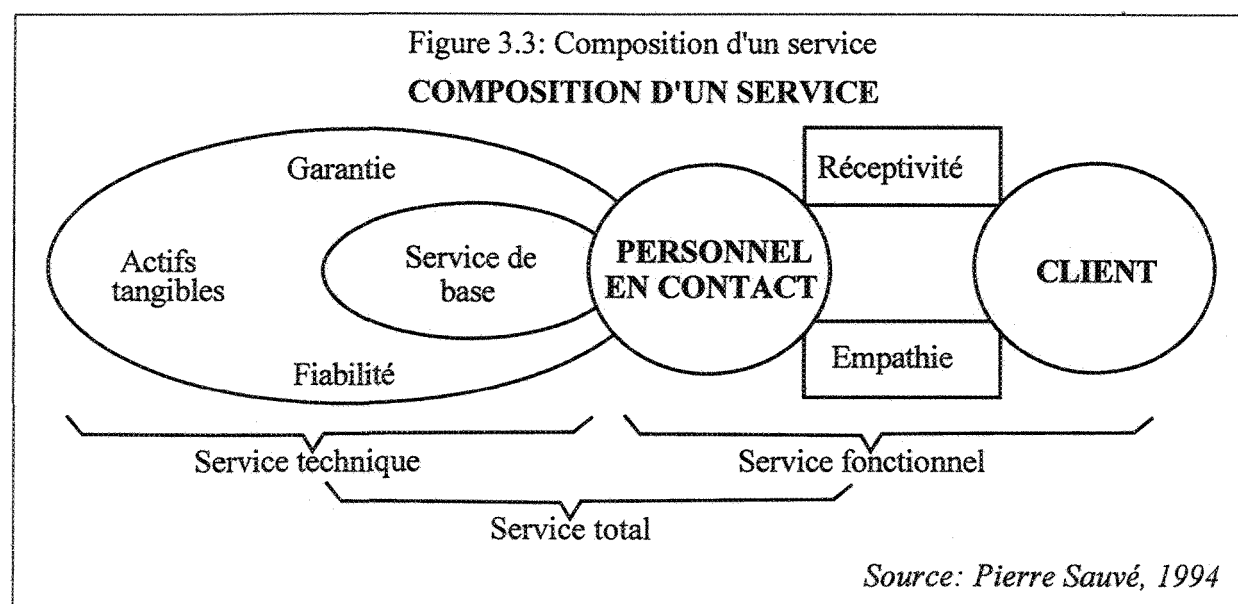 Figure 3.3: Composition d'un service
COMPOSITION D'UN SERVICE
Garantie
Réceptivité
Actifs
tangibles
Service de
base
PERSONNEL
EN CONTACT
CLIENT
Fiabilité
Empathie
Service technique
Service fonctionnel
Service total
Source: Pierre Sauvé, 1994